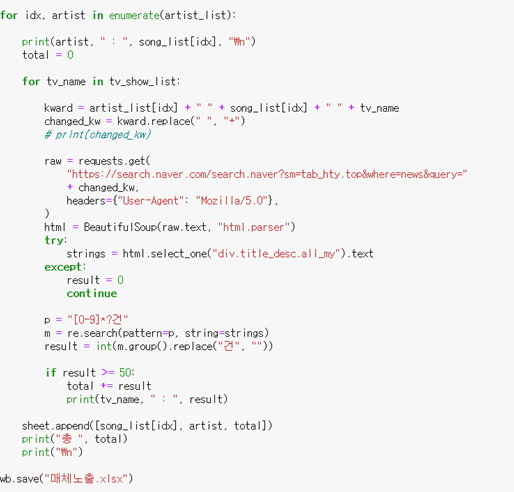 for idx, artist in enumerate(artist_list):
    print(artist, " : ", song_list[idx], "₩n")
    total = 0
    for tv_name in tv_show_list:
        kward = artist_list[idx] + " " + song_list[idx] + " " + tv_name
        changed_kw = kward.replace(" ", "+")
        # print(changed_kw)
        raw = requests.get(
            "https://search.naver.com/search.naver?sm=tab_hty.top&where=news&query="
            + changed_kw,
            headers={"User-Agent": "Mozilla/5.0"},
        )
        html = BeautifulSoup(raw.text, "html.parser")
        try:
            strings = html.select_one("div.title_desc.all_my").text
        except:
            result = 0
            continue
        p = "[0-9]*?건"
        m = re.search(pattern=p, string=strings)
        result = int(m.group().replace("건", ""))
        if result >= 50:
            total += result
            print(tv_name, " : ", result)
    sheet.append([song_list[idx], artist, total])
    print("총 ", total)
    print("₩n")
wb.save("매체노출.xlsx")